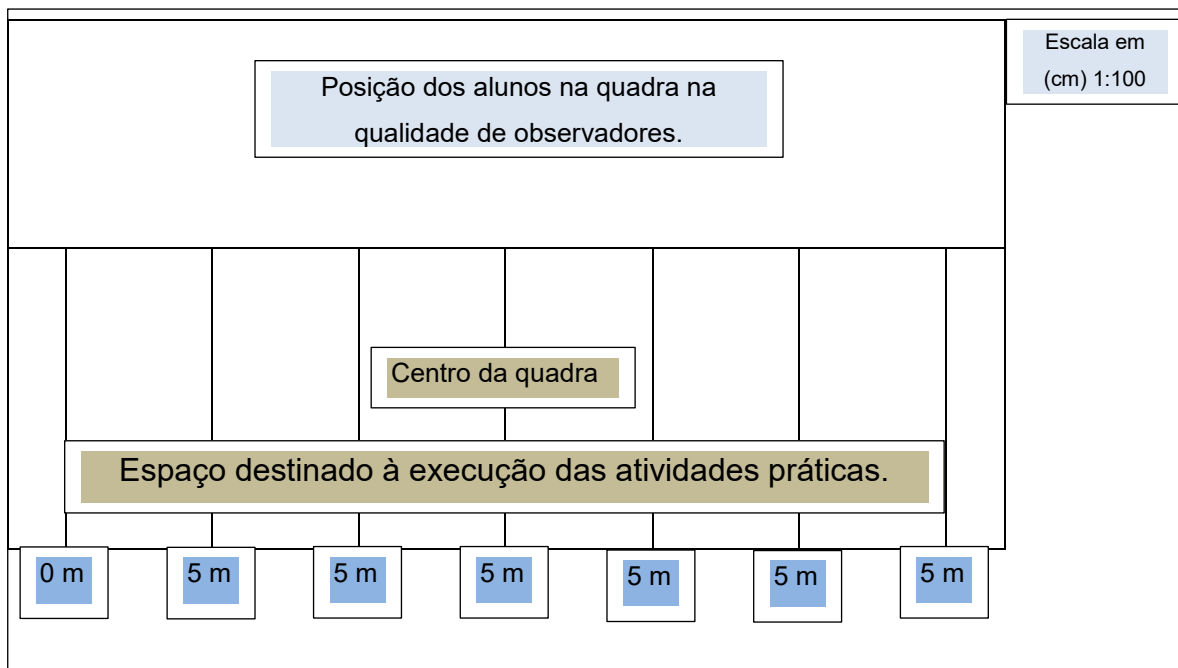 Posição dos alunos na quadra na
qualidade de observadores.
Escala em
(cm) 1:100
Centro da quadra
Espaço destinado à execução das atividades práticas.
0 m
5 m
5 m
5 m
5 m
5 m
5 m